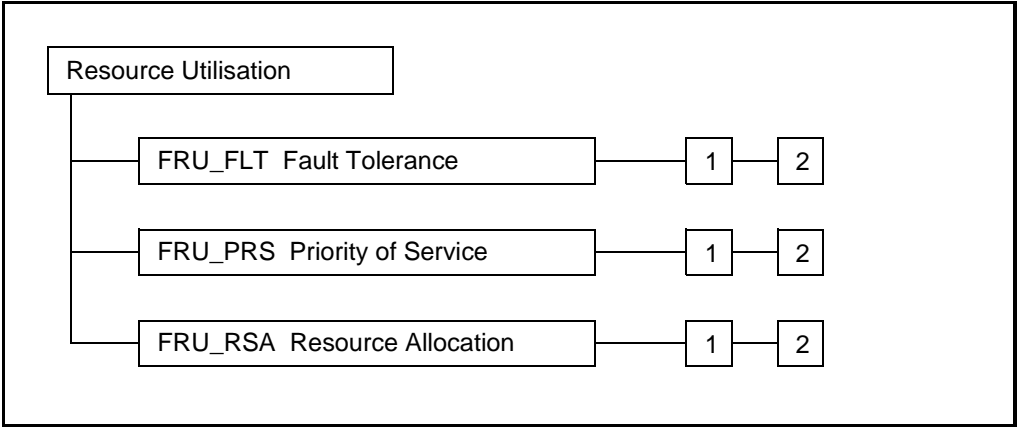 Resource Utilisation
FRU_FLT Fault Tolerance 1 2
FRU_PRS Priority of Service 1 2
FRU_RSA Resource Allocation 1 2